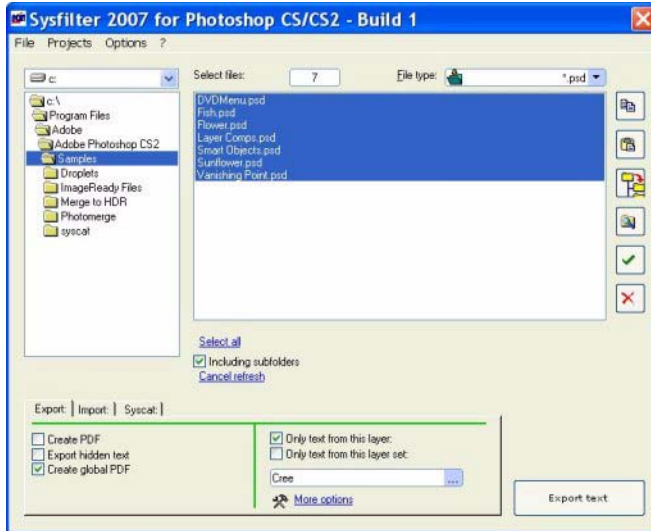 Sysfilter 2007 for Photoshop CS/CS2 - Build 1
File Projects Options ?
c:
Select files: 7 File type: *.psd
c:\
Program Files
Adobe
Adobe Photoshop CS2
Samples
Droplets
ImageReady Files
Merge to HDR
Photomerge
syscat
DVDMenu.psd
Fish.psd
Flower.psd
Layer Comps.psd
Smart Objects.psd
Sunflower.psd
Vanishing Point.psd
Select all
Including subfolders
Cancel refresh
Export: Import: Syscat:
Create PDF
Export hidden text
Create global PDF
Only text from this layer:
Only text from this layer set:
Cree ...
More options
Export text